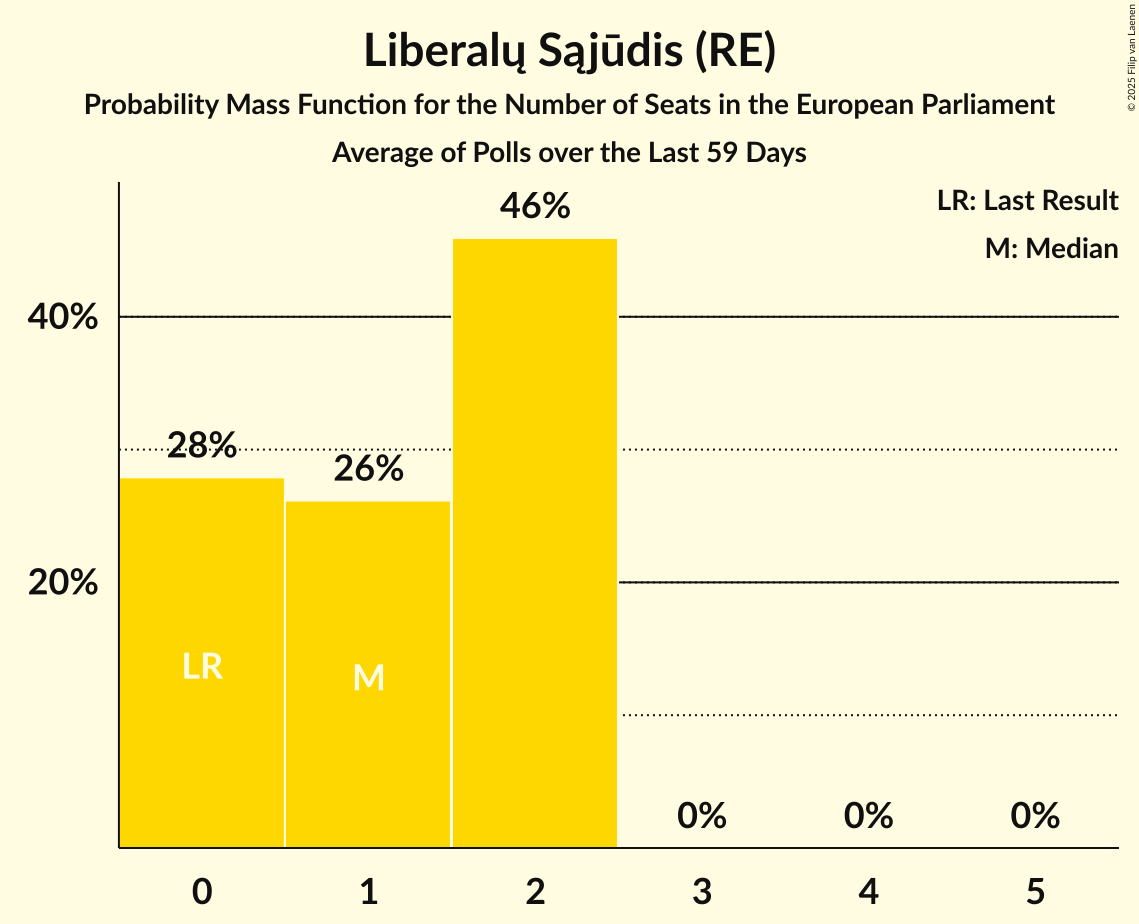 Liberalų Sąjūdis (RE)
Probability Mass Function for the Number of Seats in the European Parliament
Average of Polls over the Last 59 Days
© 2025 Filip van Laenen
LR: Last Result
M: Median
46%
40%
28%
26%
20%
LR
M
0%
0%
0%
0
1
2
3
4
5